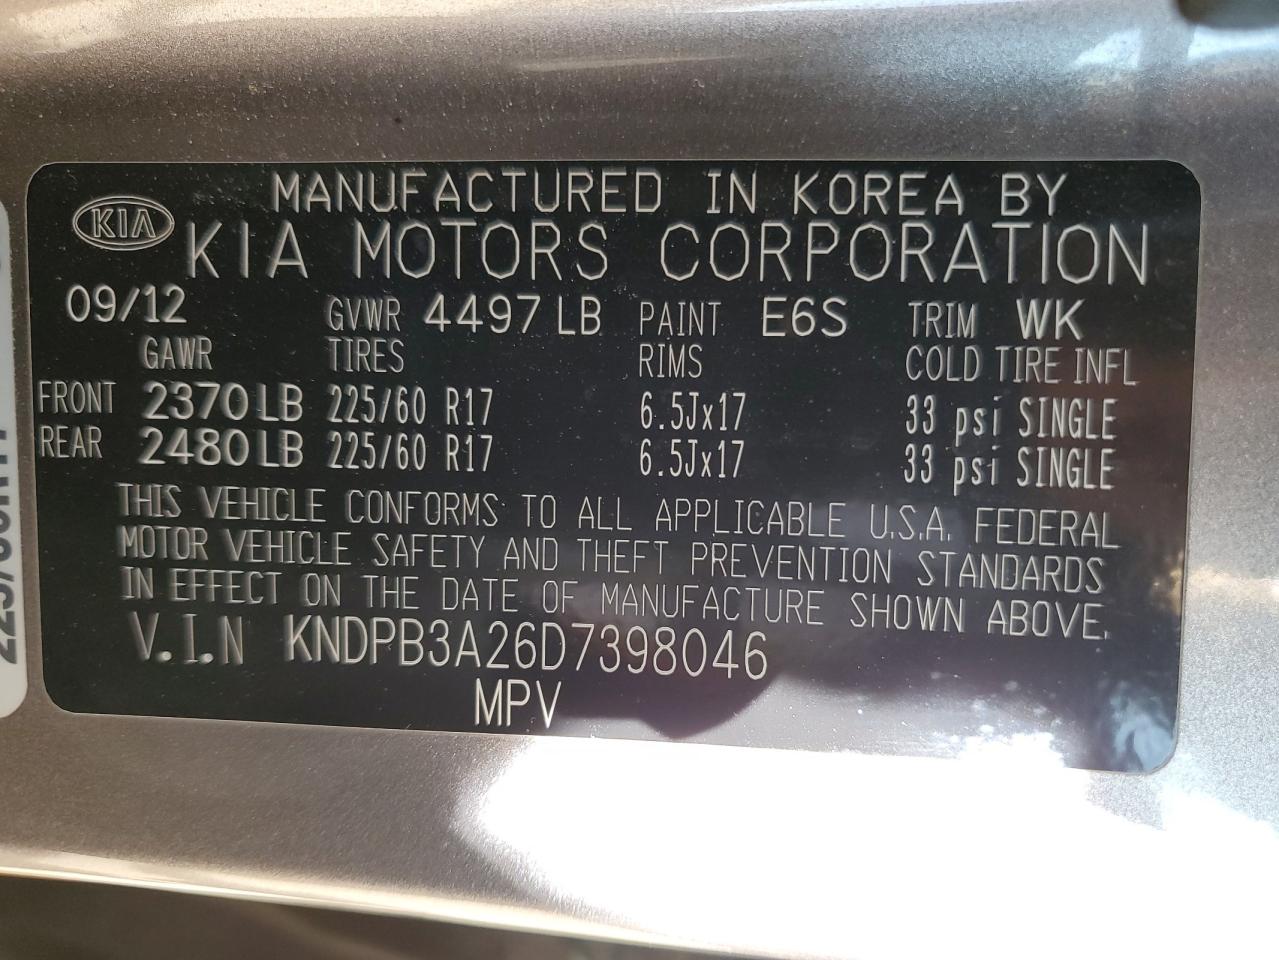 MANUFACTURED IN KOREA BY
KIA
KIA MOTORS CORPORATION
09/12 GVWR 4497 LB PAINT E6S TRIM WK
GAWR TIRES RIMS COLD TIRE INFL
FRONT 2370 LB 225/60 R17 6.5Jx17 33 psi SINGLE
REAR 2480 LB 225/60 R17 6.5Jx17 33 psi SINGLE
THIS VEHICLE CONFORMS TO ALL APPLICABLE U.S.A. FEDERAL
MOTOR VEHICLE SAFETY AND THEFT PREVENTION STANDARDS
IN EFFECT ON THE DATE OF MANUFACTURE SHOWN ABOVE.
V.I.N KNDPB3A26D7398046
MPV